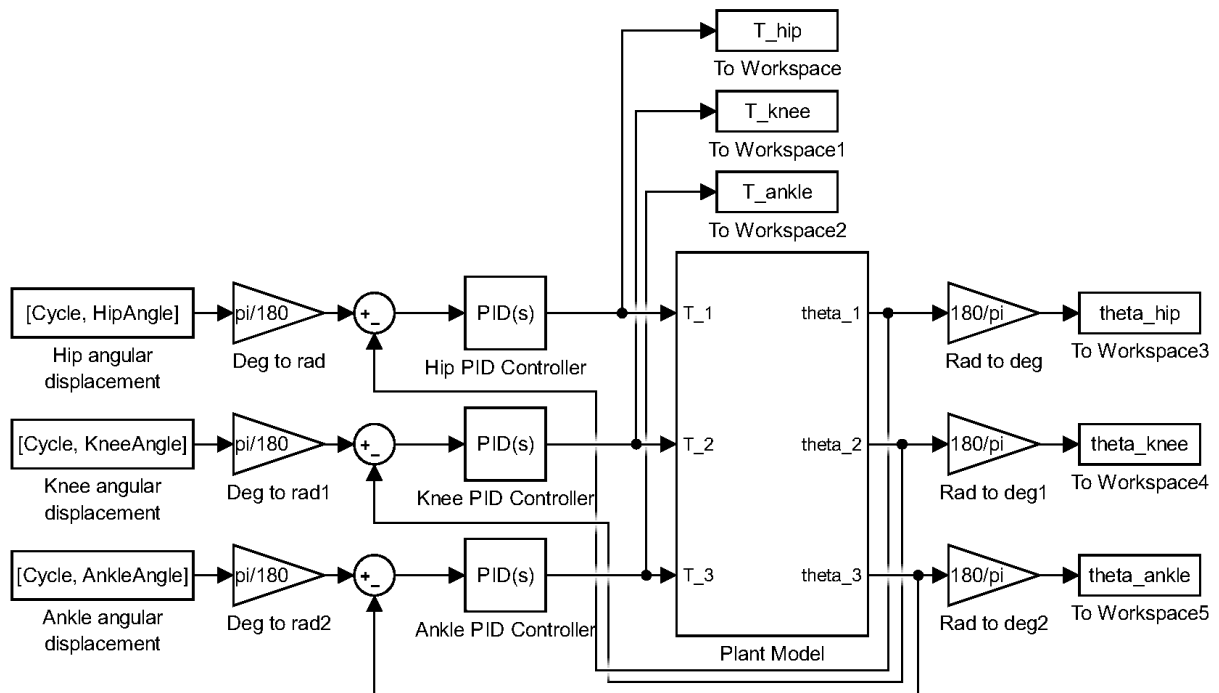 T_hip
To Workspace
T_knee
To Workspace1
T_ankle
To Workspace2
[Cycle, HipAngle]
pi/180
+
−
PID(s)
T_1
theta_1
180/pi
theta_hip
Hip angular
displacement
Deg to rad
Hip PID Controller
Rad to deg
To Workspace3
[Cycle, KneeAngle]
pi/180
+
−
PID(s)
T_2
theta_2
180/pi
theta_knee
Knee angular
displacement
Deg to rad1
Knee PID Controller
Rad to deg1
To Workspace4
[Cycle, AnkleAngle]
pi/180
+
−
PID(s)
T_3
theta_3
180/pi
theta_ankle
Ankle angular
displacement
Deg to rad2
Ankle PID Controller
Rad to deg2
To Workspace5
Plant Model